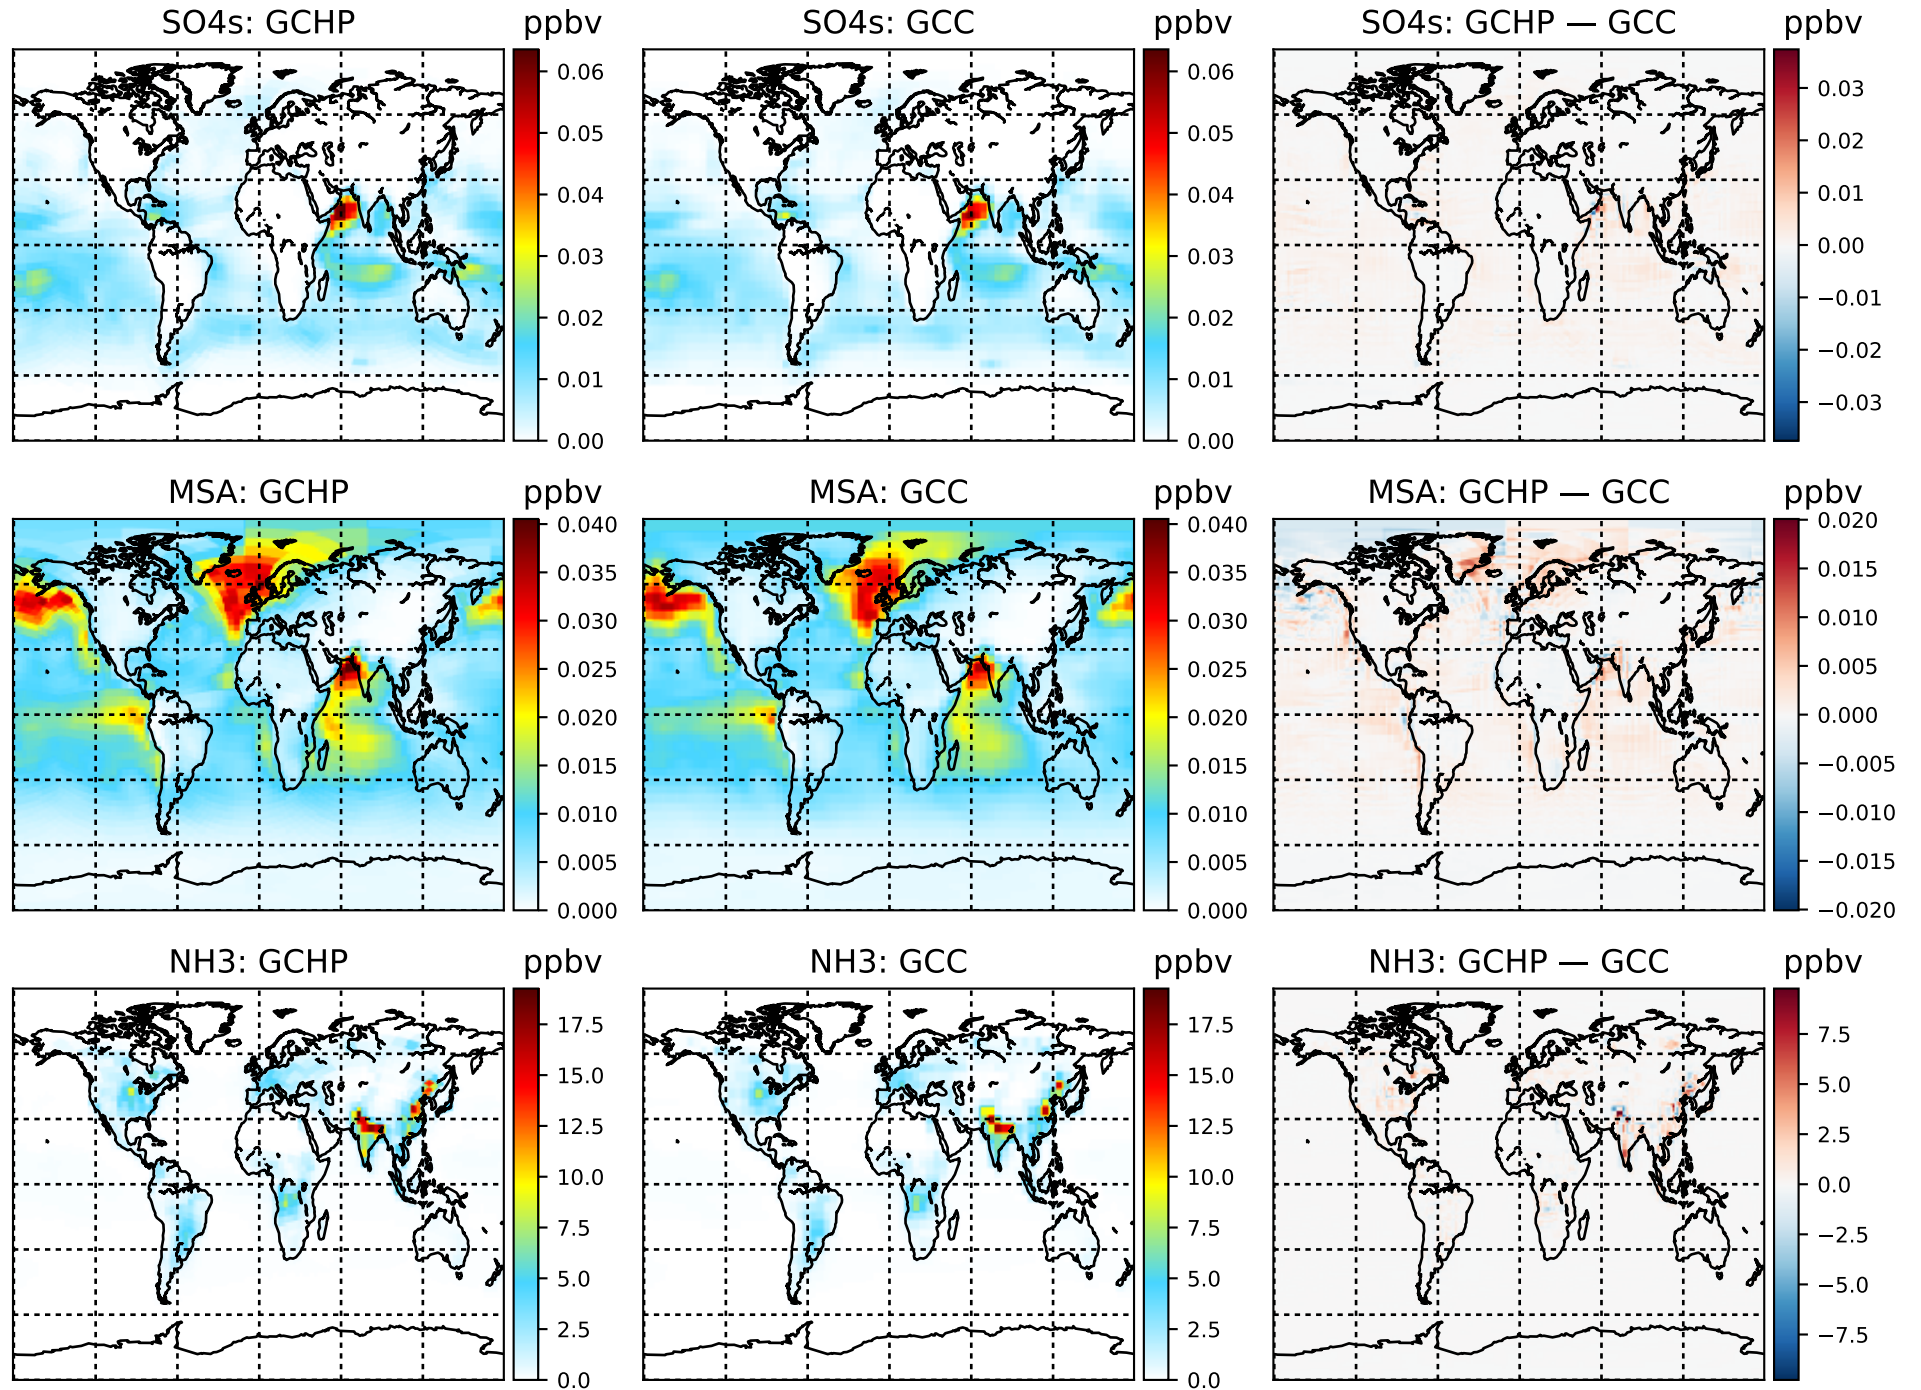 SO4s: GCHP ppbv SO4s: GCC ppbv SO4s: GCHP — GCC ppbv
0.06 0.06 0.03
0.05 0.05 0.02
0.04 0.04 0.01
0.03 0.03 0.00
0.02 0.02 −0.01
0.01 0.01 −0.02
0.00 0.00 −0.03
MSA: GCHP ppbv MSA: GCC ppbv MSA: GCHP — GCC ppbv
0.040 0.040 0.020
0.035 0.035 0.015
0.030 0.030 0.010
0.025 0.025 0.005
0.020 0.020 0.000
0.015 0.015 −0.005
0.010 0.010 −0.010
0.005 0.005 −0.015
0.000 0.000 −0.020
NH3: GCHP ppbv NH3: GCC ppbv NH3: GCHP — GCC ppbv
17.5 17.5 7.5
15.0 15.0 5.0
12.5 12.5 2.5
10.0 10.0 0.0
7.5 7.5 −2.5
5.0 5.0 −5.0
2.5 2.5 −7.5
0.0 0.0